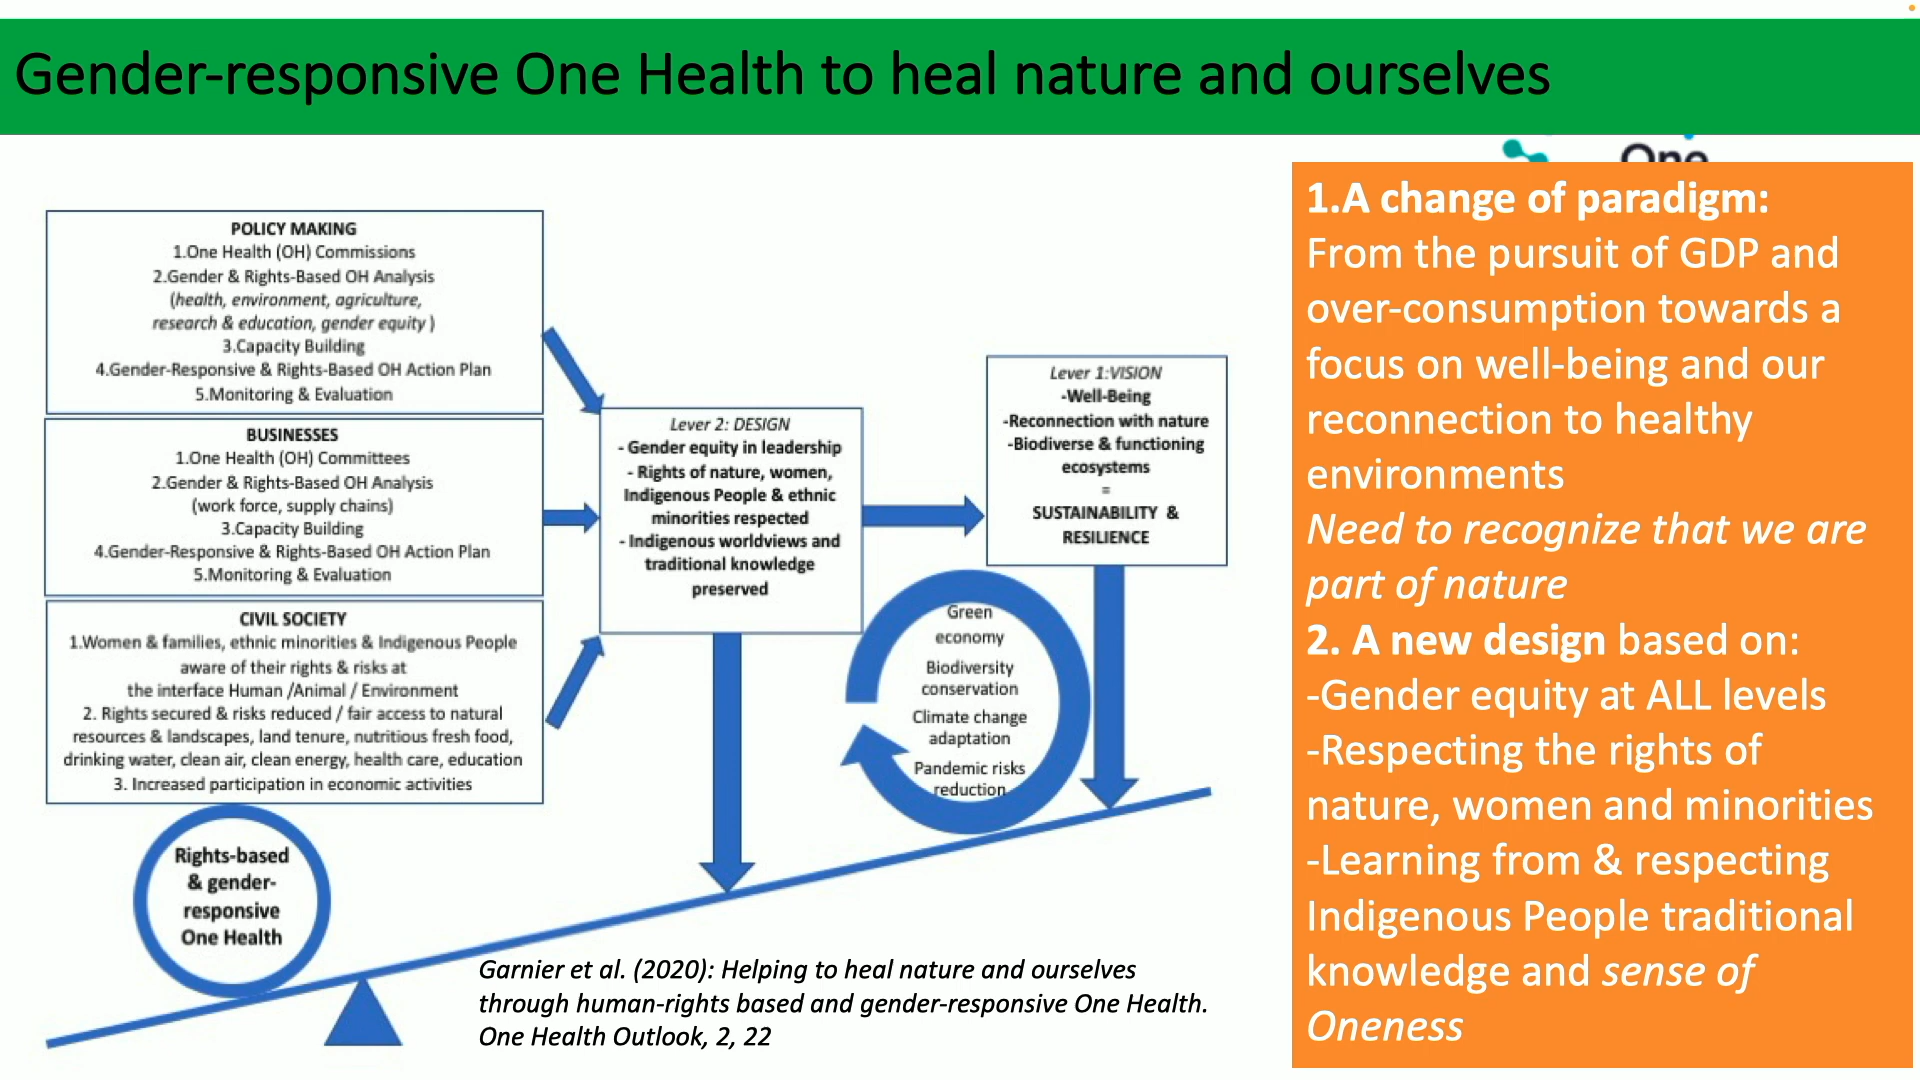 Gender-responsive One Health to heal nature and ourselves
One
POLICY MAKING
1.One Health (OH) Commissions
2.Gender & Rights-Based OH Analysis
(health, environment, agriculture,
research & education, gender equity )
3.Capacity Building
4.Gender-Responsive & Rights-Based OH Action Plan
5.Monitoring & Evaluation
BUSINESSES
1.One Health (OH) Committees
2.Gender & Rights-Based OH Analysis
(work force, supply chains)
3.Capacity Building
4.Gender-Responsive & Rights-Based OH Action Plan
5.Monitoring & Evaluation
CIVIL SOCIETY
1.Women & families, ethnic minorities & Indigenous People
aware of their rights & risks at
the interface Human /Animal / Environment
2. Rights secured & risks reduced / fair access to natural
resources & landscapes, land tenure, nutritious fresh food,
drinking water, clean air, clean energy, health care, education
3. Increased participation in economic activities
Lever 2: DESIGN
- Gender equity in leadership
- Rights of nature, women,
Indigenous People & ethnic
minorities respected
- Indigenous worldviews and
traditional knowledge
preserved
Lever 1:VISION
-Well-Being
-Reconnection with nature
-Biodiverse & functioning
ecosystems
=
SUSTAINABILITY &
RESILIENCE
Green
economy
Biodiversity
conservation
Climate change
adaptation
Pandemic risks
reduction
Rights-based
& gender-
responsive
One Health
Garnier et al. (2020): Helping to heal nature and ourselves
through human-rights based and gender-responsive One Health.
One Health Outlook, 2, 22
1.A change of paradigm:
From the pursuit of GDP and
over-consumption towards a
focus on well-being and our
reconnection to healthy
environments
Need to recognize that we are
part of nature
2. A new design based on:
-Gender equity at ALL levels
-Respecting the rights of
nature, women and minorities
-Learning from & respecting
Indigenous People traditional
knowledge and sense of
Oneness